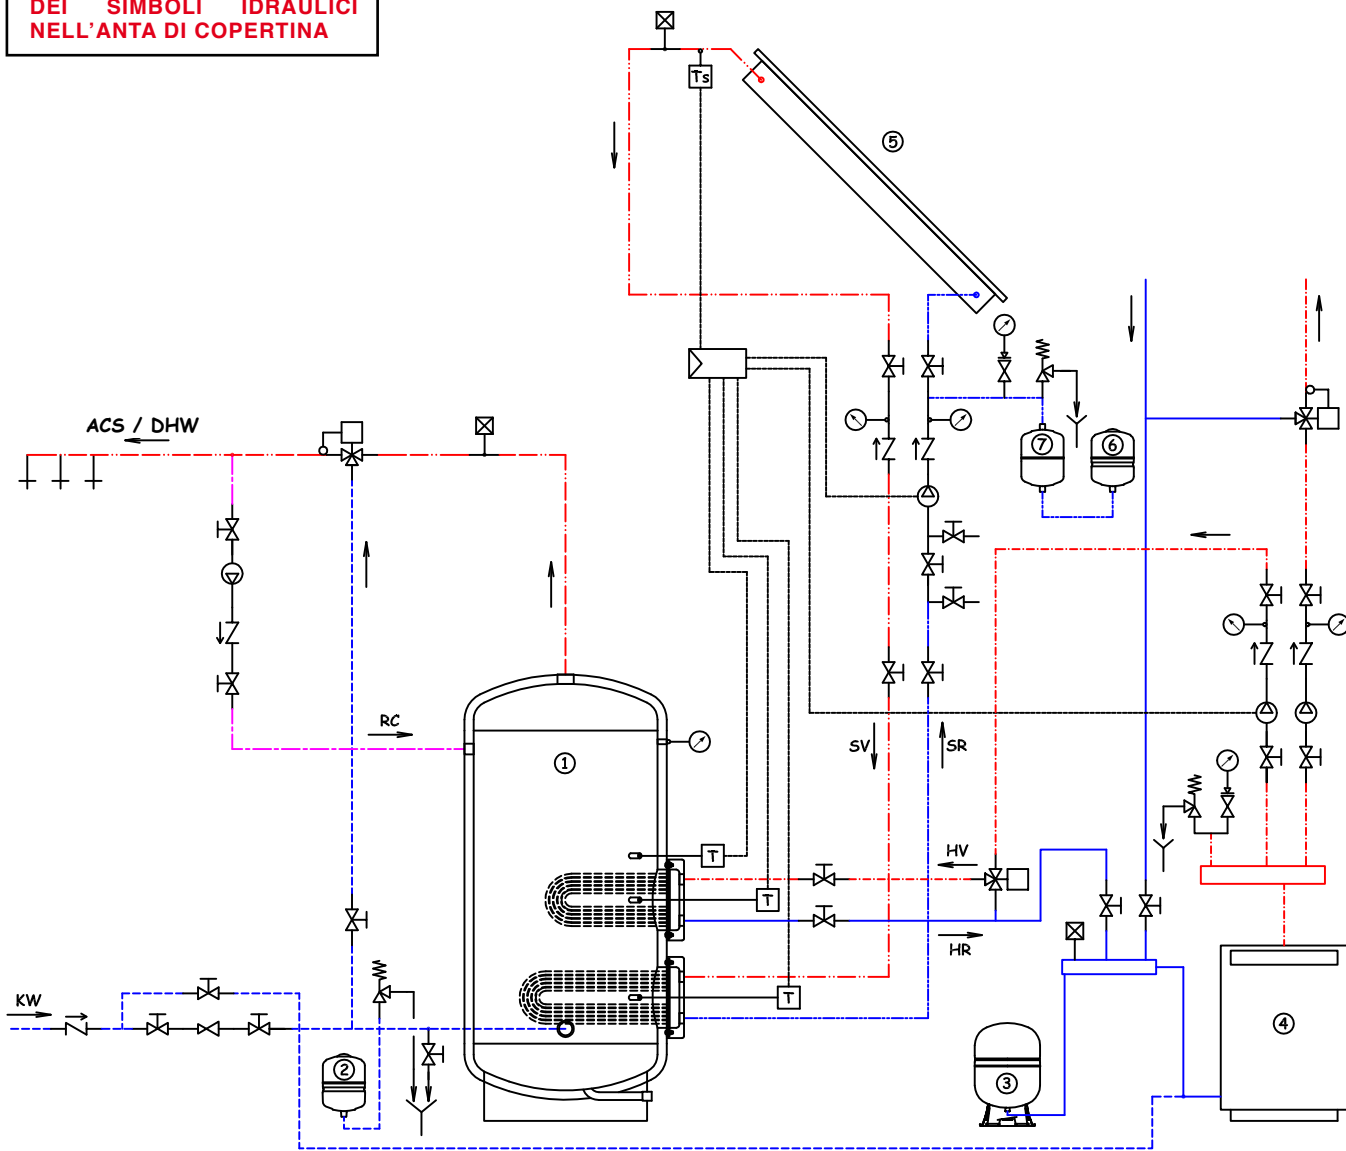 DEI SIMBOLI IDRAULICI
NELL'ANTA DI COPERTINA
Ts
5
ACS / DHW
7
6
RC
SV
SR
1
T
HV
T
HR
T
KW
2
3
4